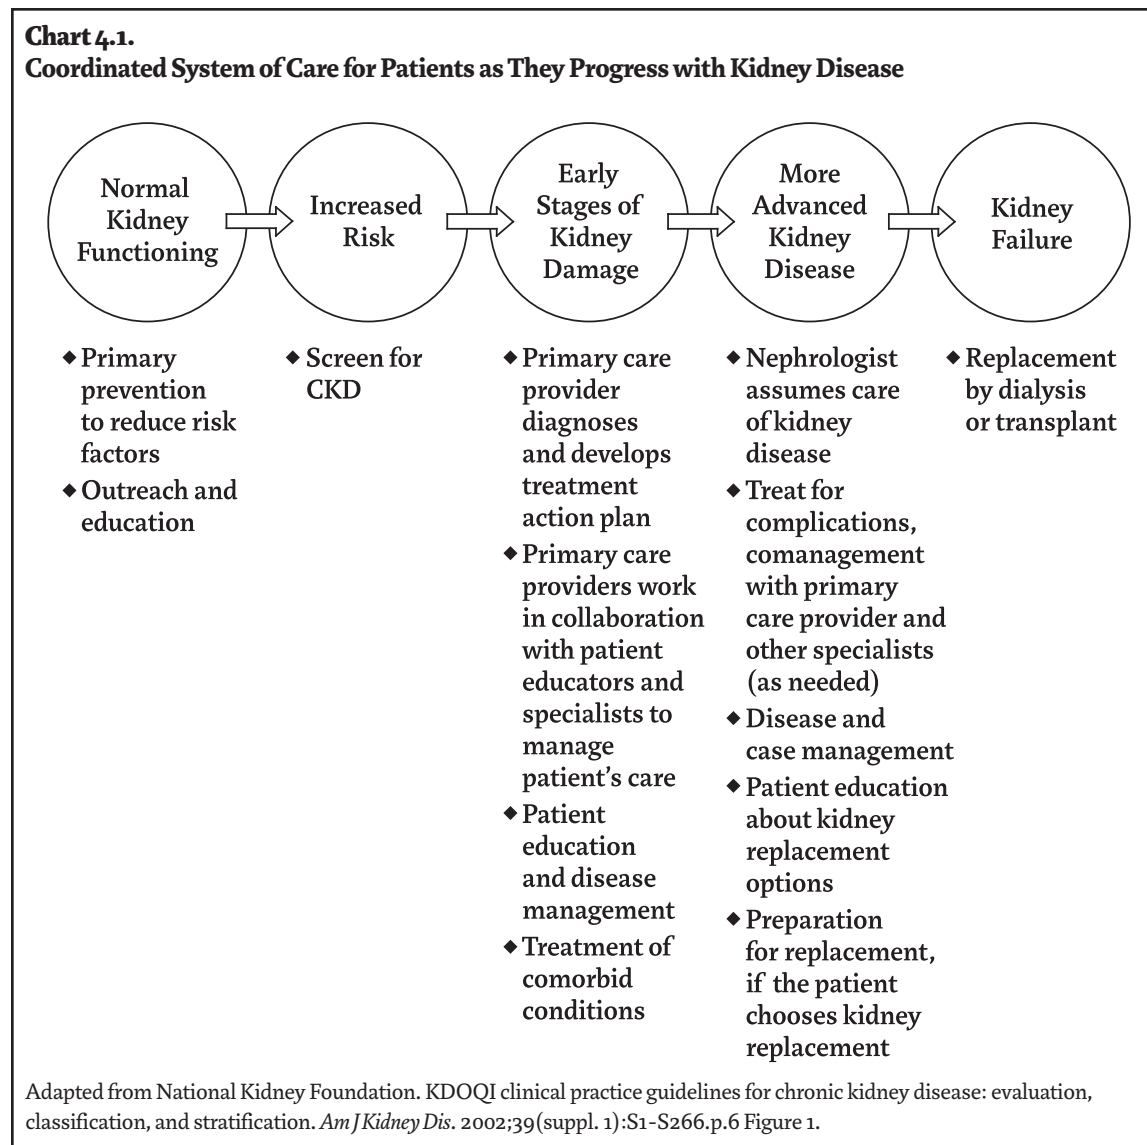 Chart 4.1.
Coordinated System of Care for Patients as They Progress with Kidney Disease
Normal
Kidney
Functioning
Increased
Risk
Early
Stages of
Kidney
Damage
More
Advanced
Kidney
Disease
Kidney
Failure
◆ Primary
prevention
to reduce risk
factors
◆ Outreach and
education
◆ Screen for
CKD
◆ Primary care
provider
diagnoses
and develops
treatment
action plan
◆ Primary care
providers work
in collaboration
with patient
educators and
specialists to
manage
patient's care
◆ Patient
education
and disease
management
◆ Treatment of
comorbid
conditions
◆ Nephrologist
assumes care
of kidney
disease
◆ Treat for
complications,
comanagement
with primary
care provider and
other specialists
(as needed)
◆ Disease and
case management
◆ Patient education
about kidney
replacement
options
◆ Preparation
for replacement,
if the patient
chooses kidney
replacement
◆ Replacement
by dialysis
or transplant
Adapted from National Kidney Foundation. KDOQI clinical practice guidelines for chronic kidney disease: evaluation,
classification, and stratification. Am J Kidney Dis. 2002;39(suppl. 1):S1-S266.p.6 Figure 1.